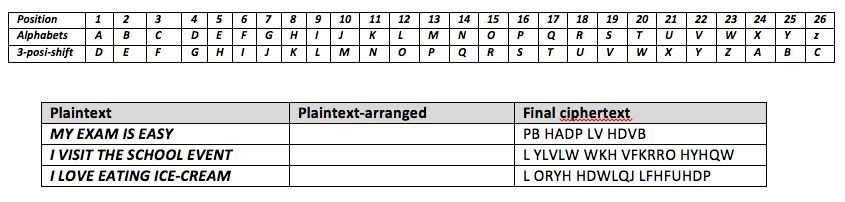 Position 1 2 3 4 5 6 7 8 9 10 11 12 13 14 15 16 17 18 19 20 21 22 23 24 25 26
Alphabets A B C D E F G H I J K L M N O P Q R S T U V W X Y z
3-posi-shift D E F G H I J K L M N O P Q R S T U V W X Y Z A B C
Plaintext Plaintext-arranged Final ciphertext
MY EXAM IS EASY PB HADP LV HDVB
I VISIT THE SCHOOL EVENT L YLVLW WKH VFKRRO HYHQW
I LOVE EATING ICE-CREAM L ORYH HDWLQJ LFHFUHDP